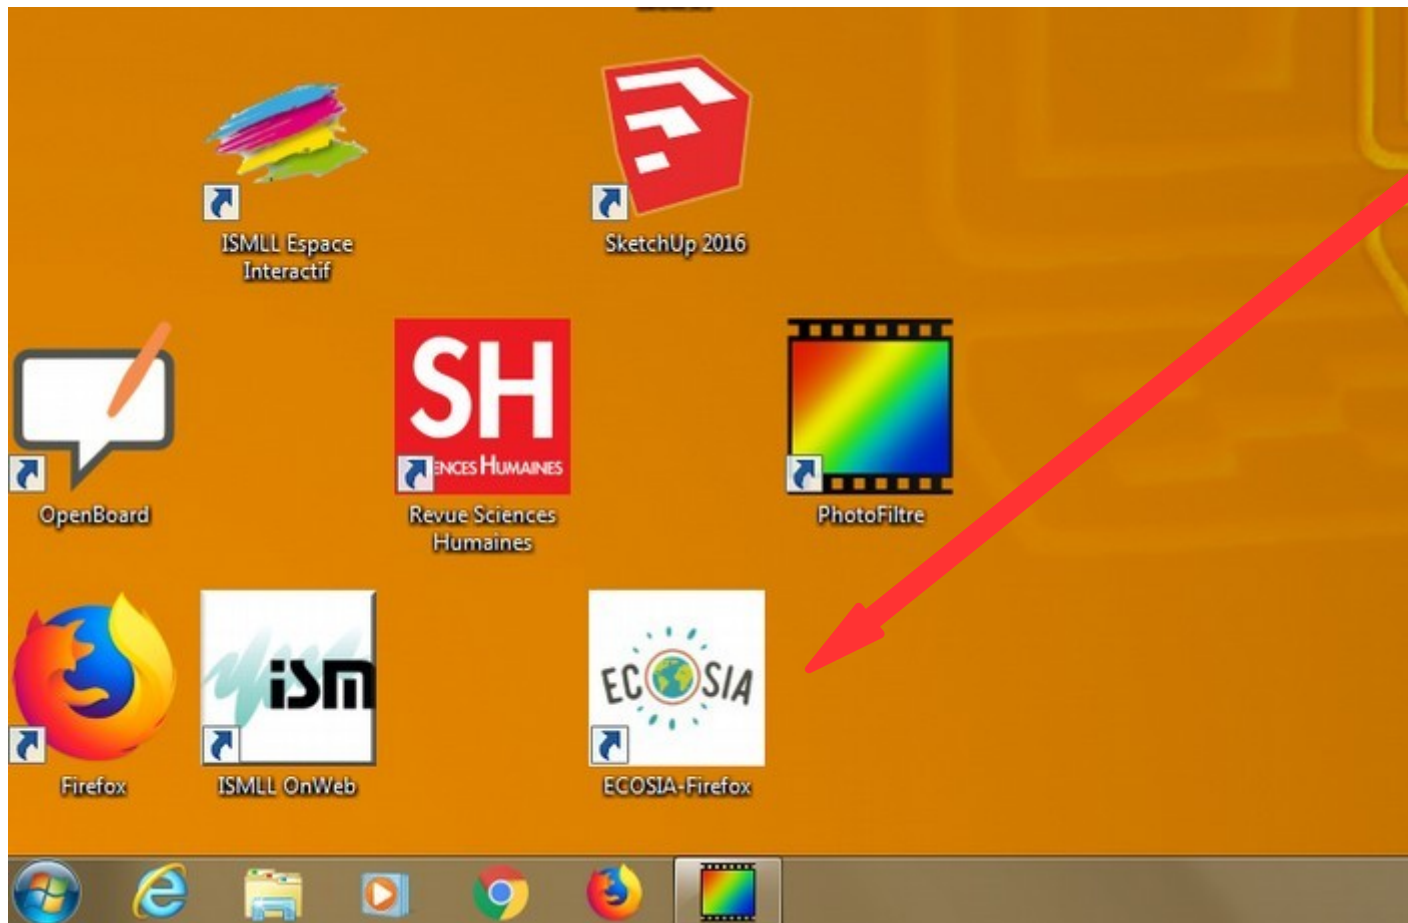 ISMLL Espace
Interactif
SketchUp 2016
OpenBoard
SH
ENCES HUMAINES
Revue Sciences
Humaines
PhotoFiltre
Firefox
ism
ISMLL OnWeb
ECOSIA
ECOSIA-Firefox